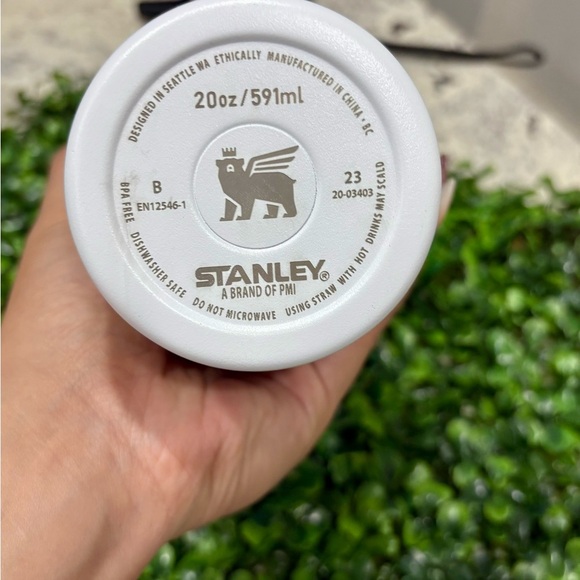 DESIGNED IN SEATTLE WA ETHICALLY MANUFACTURED IN CHINA • BC
20oz/591ml
B
EN12546-1
23
20-03403
STANLEY®
A BRAND OF PMI
BPA FREE DISHWASHER SAFE DO NOT MICROWAVE USING STRAW WITH HOT DRINKS MAY SCALD